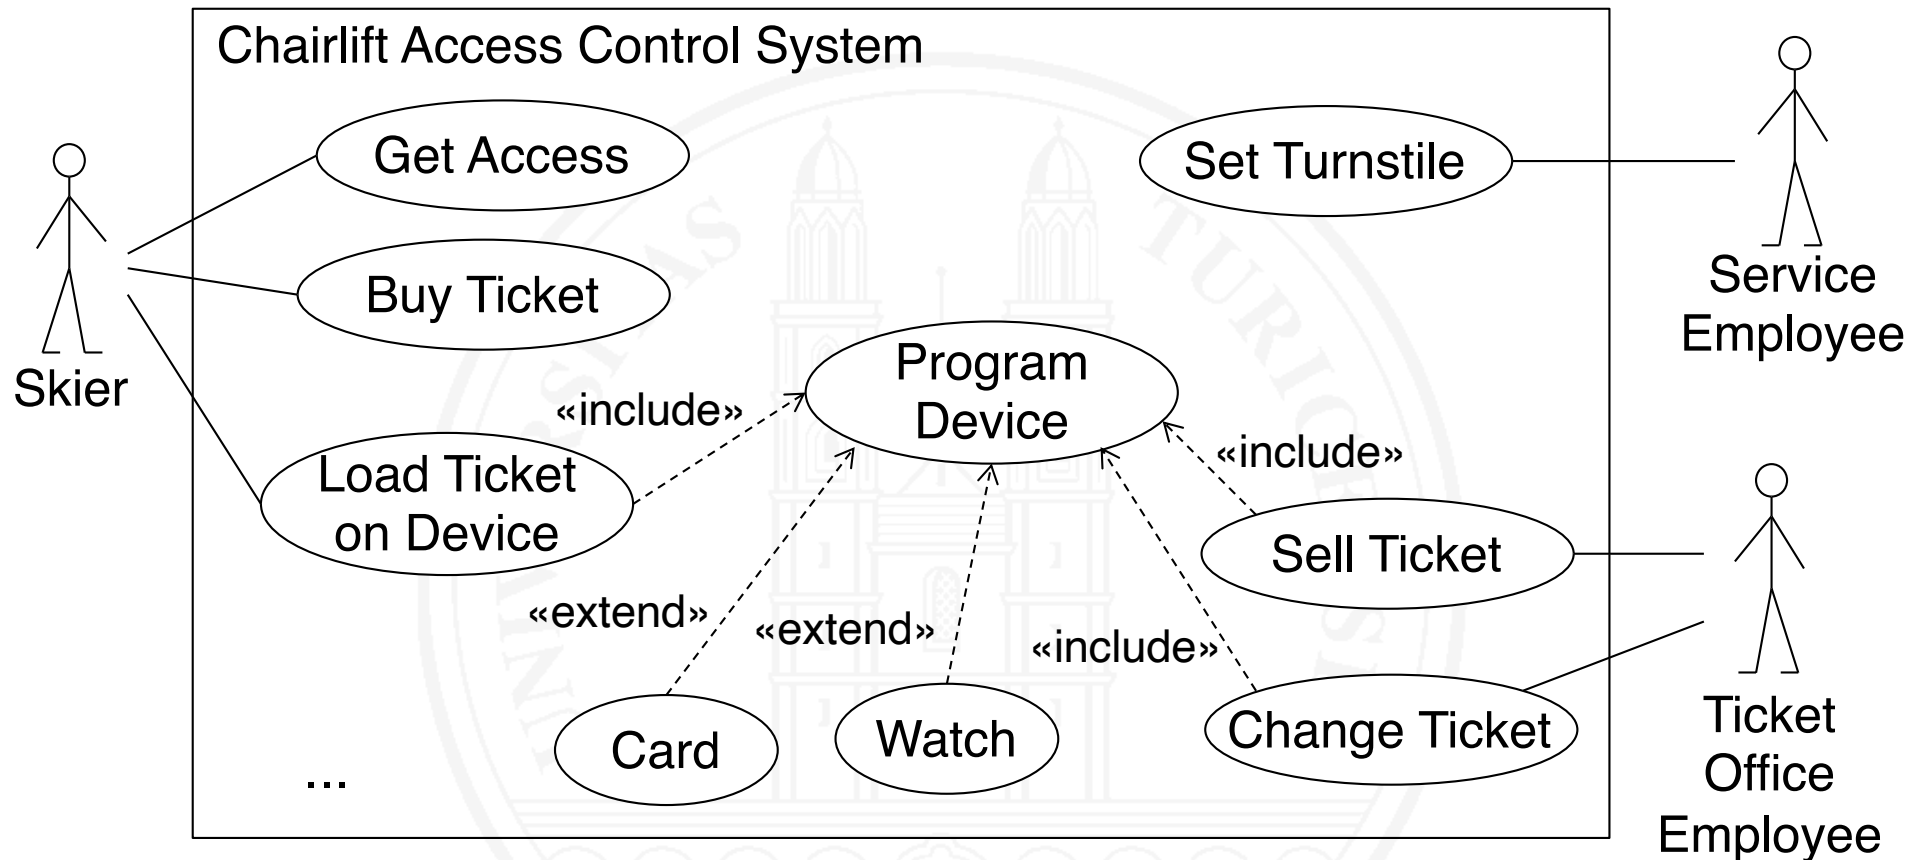 Chairlift Access Control System
Get Access
Set Turnstile
Buy Ticket
Service
Employee
Skier
Program
Device
«include»
«include»
Load Ticket
on Device
Sell Ticket
«extend»
«extend»
«include»
Card
Watch
Change Ticket
Ticket
Office
Employee
...